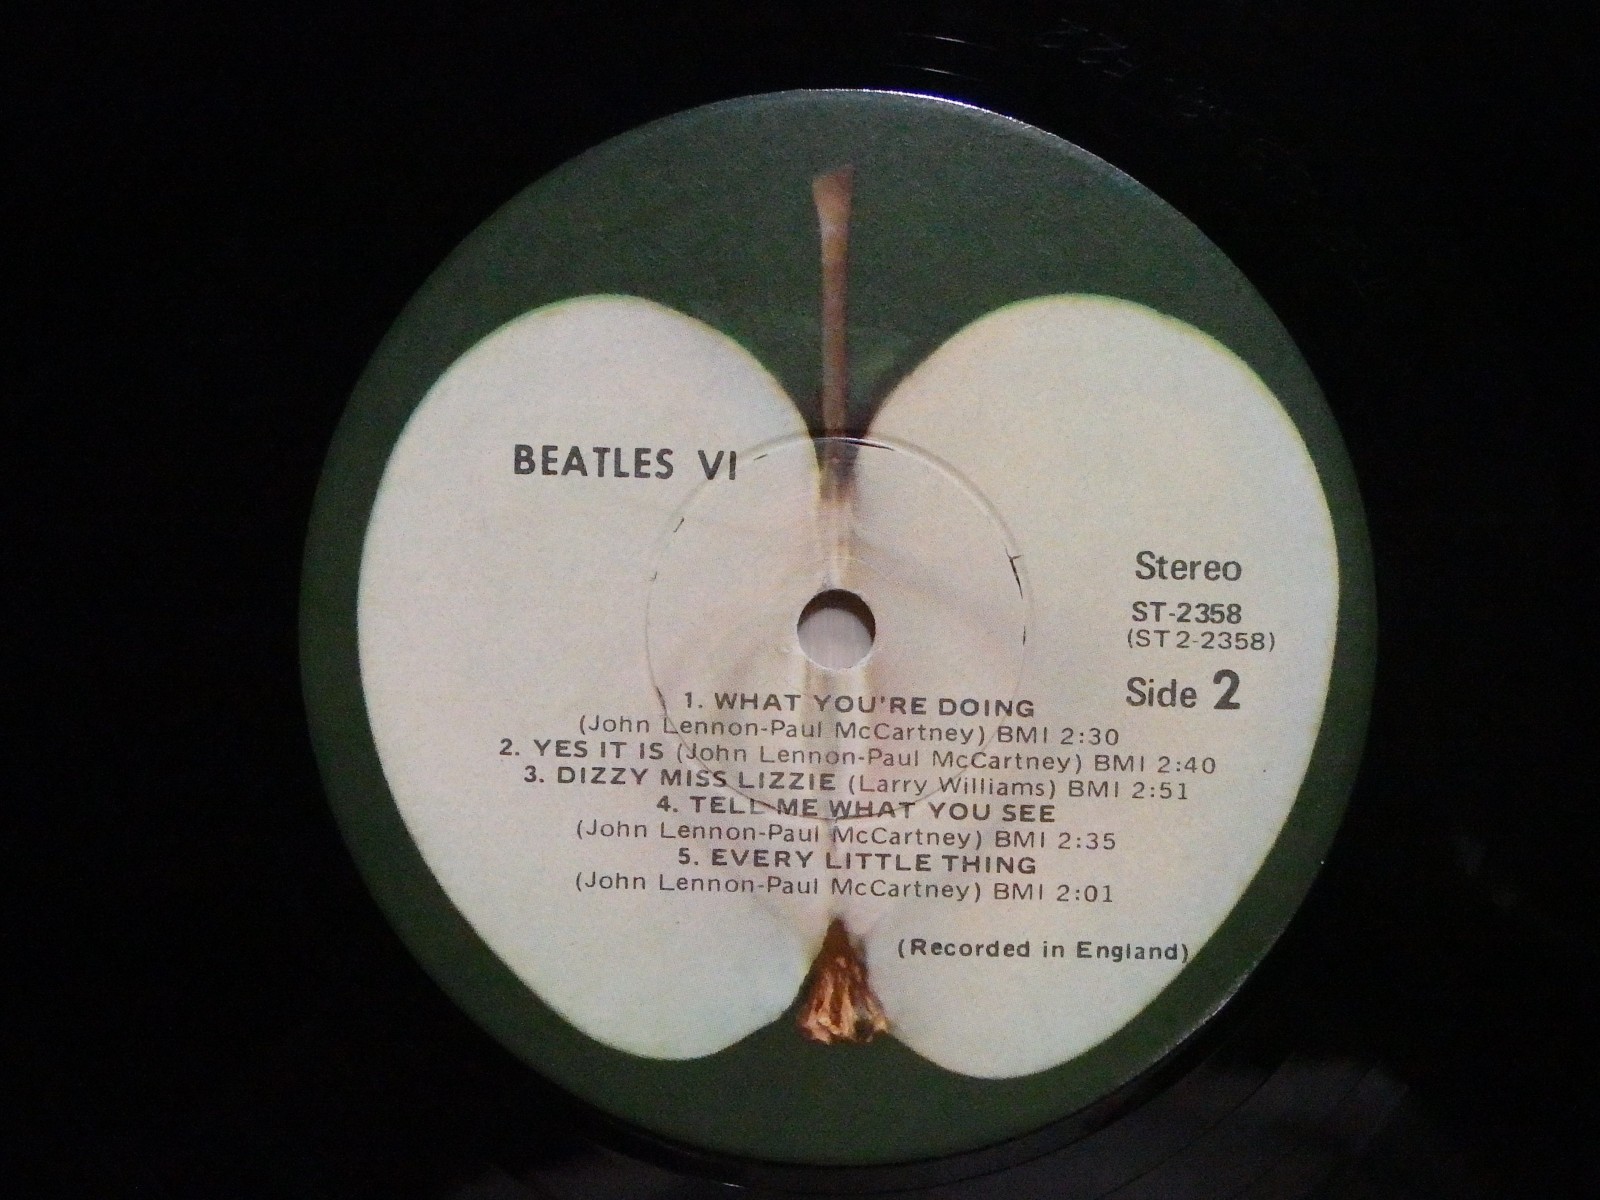 BEATLES VI
Stereo
ST-2358
(ST 2-2358)
Side 2
1. WHAT YOU'RE DOING
(John Lennon-Paul McCartney) BMI 2:30
2. YES IT IS (John Lennon-Paul McCartney) BMI 2:40
3. DIZZY MISS LIZZIE (Larry Williams) BMI 2:51
4. TELL ME WHAT YOU SEE
(John Lennon-Paul McCartney) BMI 2:35
5. EVERY LITTLE THING
(John Lennon-Paul McCartney) BMI 2:01
(Recorded in England)